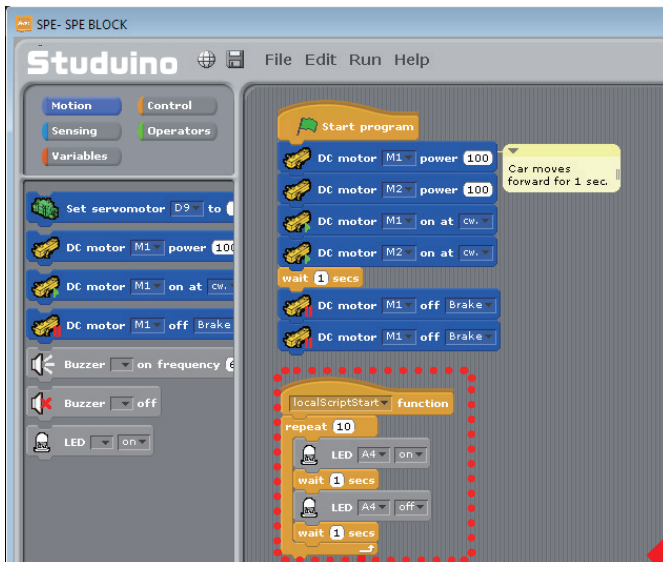 SPE- SPE BLOCK
Studuino File Edit Run Help
Motion Control
Sensing Operators
Variables
Set servomotor D9 to
DC motor M1 power 100
DC motor M1 on at cw.
DC motor M1 off Brake
Buzzer on frequency
Buzzer off
LED on
Start program
DC motor M1 power 100
DC motor M2 power 100
DC motor M1 on at cw.
DC motor M2 on at cw.
wait 1 secs
DC motor M1 off Brake
DC motor M1 off Brake
Car moves
forward for 1 sec.
localScriptStart function
repeat 10
LED A4 on
wait 1 secs
LED A4 off
wait 1 secs